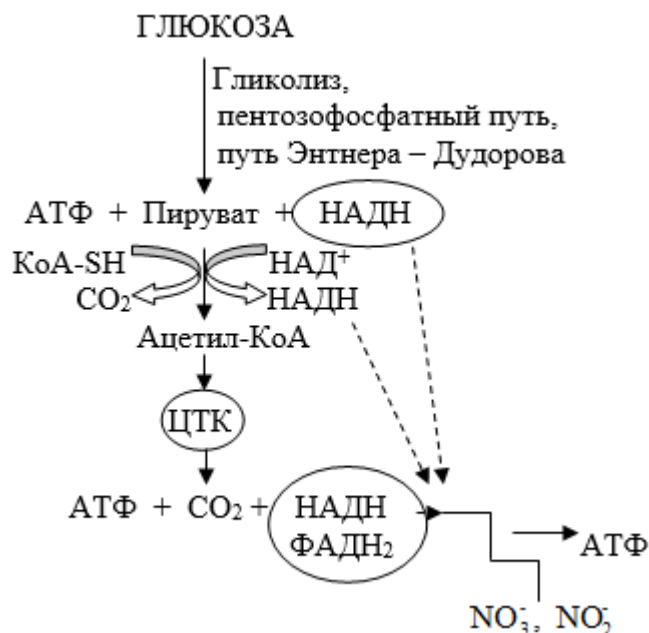 ГЛЮКОЗА
Гликолиз,
пентозофосфатный путь,
путь Энтнера – Дудорова
АТФ + Пируват + НАДН
КоА-SH НАД⁺
CO₂ НАДН
Ацетил-КоА
ЦТК
АТФ + CO₂ + НАДН
ФАДН₂
АТФ
NO₃⁻, NO₂⁻